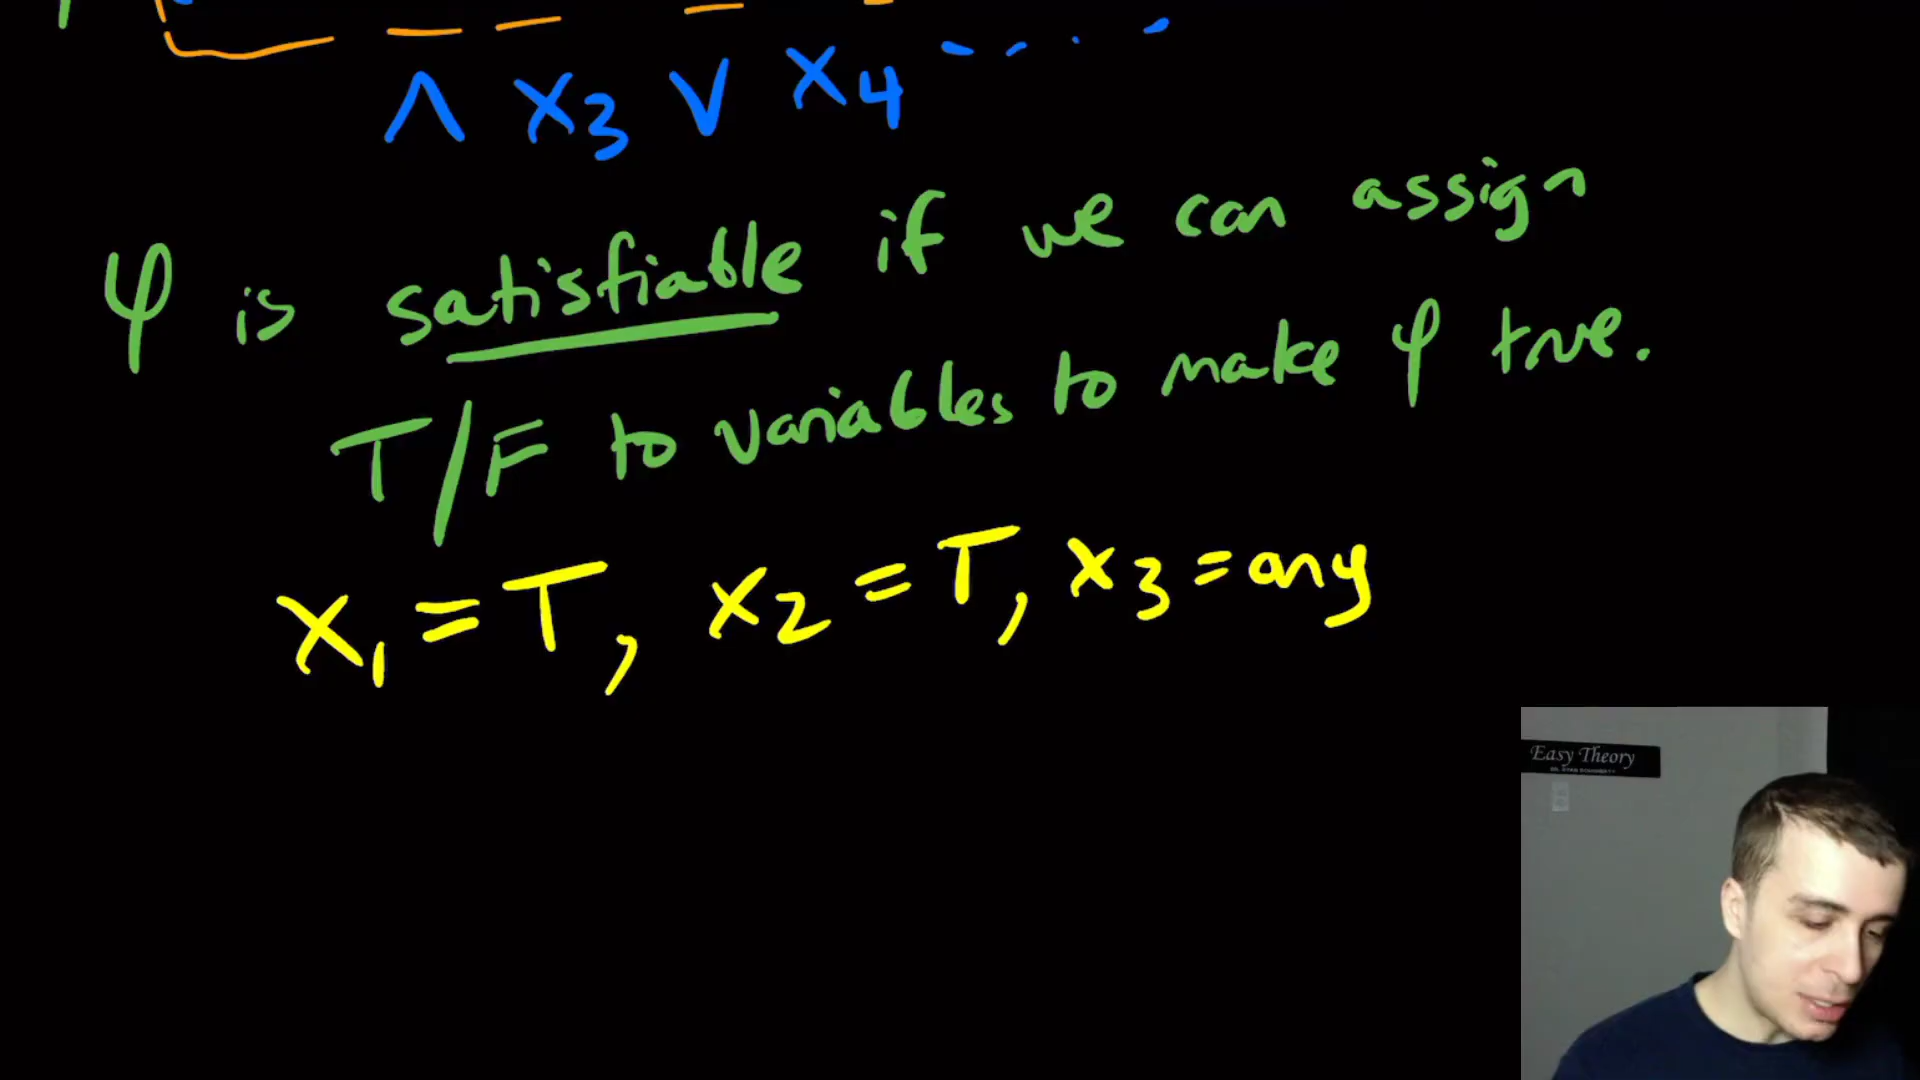 ∧ x₃ ∨ x₄ ....
φ is satisfiable if we can assign
T/F to variables to make φ true.
x₁ = T, x₂ = T, x₃ = any
Easy Theory